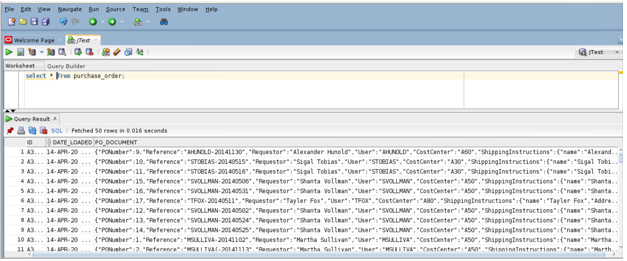 File Edit View Navigate Run Source Team Tools Window Help
Welcome Page jTest
jTest
Worksheet Query Builder
select * from purchase_order;
Query Result
SQL | Fetched 50 rows in 0.016 seconds
ID DATE_LOADED PO_DOCUMENT
1 A3... 14-APR-20 ... {"PONumber":9,"Reference":"AHUNOLD-20141130","Requestor":"Alexander Hunold","User":"AHUNOLD","CostCenter":"A60","ShippingInstructions":{"name":"Alexand...
2 A3... 14-APR-20 ... {"PONumber":10,"Reference":"STOBIAS-20140515","Requestor":"Sigal Tobias","User":"STOBIAS","CostCenter":"A30","ShippingInstructions":{"name":"Sigal Tobi...
3 A3... 14-APR-20 ... {"PONumber":11,"Reference":"STOBIAS-20140516","Requestor":"Sigal Tobias","User":"STOBIAS","CostCenter":"A30","ShippingInstructions":{"name":"Sigal Tobi...
4 A3... 14-APR-20 ... {"PONumber":15,"Reference":"SVOLLMAN-20140506","Requestor":"Shanta Vollman","User":"SVOLLMAN","CostCenter":"A50","ShippingInstructions":{"name":"Shanta...
5 A3... 14-APR-20 ... {"PONumber":16,"Reference":"SVOLLMAN-20140531","Requestor":"Shanta Vollman","User":"SVOLLMAN","CostCenter":"A50","ShippingInstructions":{"name":"Shanta...
6 A3... 14-APR-20 ... {"PONumber":17,"Reference":"TFOX-20140511","Requestor":"Tayler Fox","User":"TFOX","CostCenter":"A80","ShippingInstructions":{"name":"Tayler Fox","Addre...
7 A3... 14-APR-20 ... {"PONumber":12,"Reference":"SVOLLMAN-20140502","Requestor":"Shanta Vollman","User":"SVOLLMAN","CostCenter":"A50","ShippingInstructions":{"name":"Shanta...
8 A3... 14-APR-20 ... {"PONumber":13,"Reference":"SVOLLMAN-20140524","Requestor":"Shanta Vollman","User":"SVOLLMAN","CostCenter":"A50","ShippingInstructions":{"name":"Shanta...
9 A3... 14-APR-20 ... {"PONumber":14,"Reference":"SVOLLMAN-20140525","Requestor":"Shanta Vollman","User":"SVOLLMAN","CostCenter":"A50","ShippingInstructions":{"name":"Shanta...
10 A3... 14-APR-20 ... {"PONumber":1,"Reference":"MSULLIVA-20141102","Requestor":"Martha Sullivan","User":"MSULLIVA","CostCenter":"A50","ShippingInstructions":{"name":"Martha...
11 A3... 14-APR-20 ... {"PONumber":2,"Reference":"MSULLIVA-20141113","Requestor":"Martha Sullivan","User":"MSULLIVA","CostCenter":"A50","ShippingInstructions":{"name":"Martha...